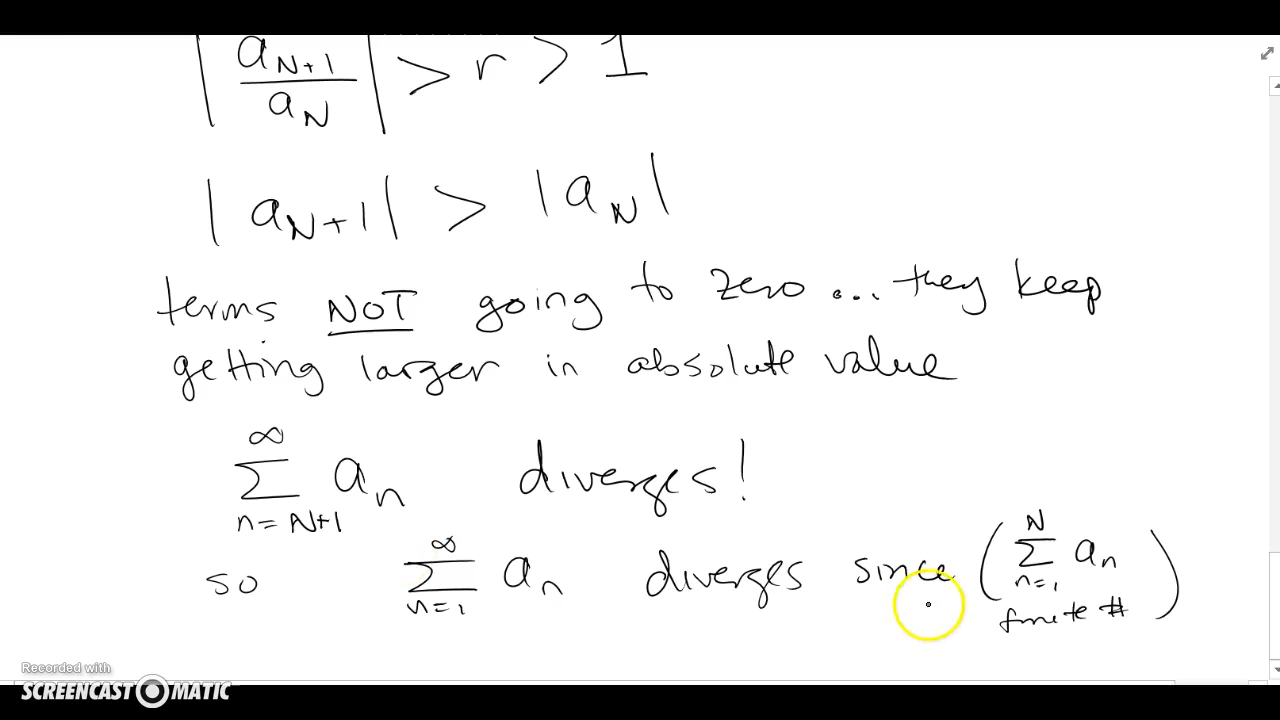 |a_{N+1}/a_N| > r > 1
|a_{N+1}| > |a_N|
terms NOT going to zero ... they keep
getting larger in absolute value
∑_{n=N+1}^{∞} a_n diverges!
so ∑_{n=1}^{∞} a_n diverges since (∑_{n=1}^{N} a_n
finite #)
Recorded with
SCREENCAST-O-MATIC